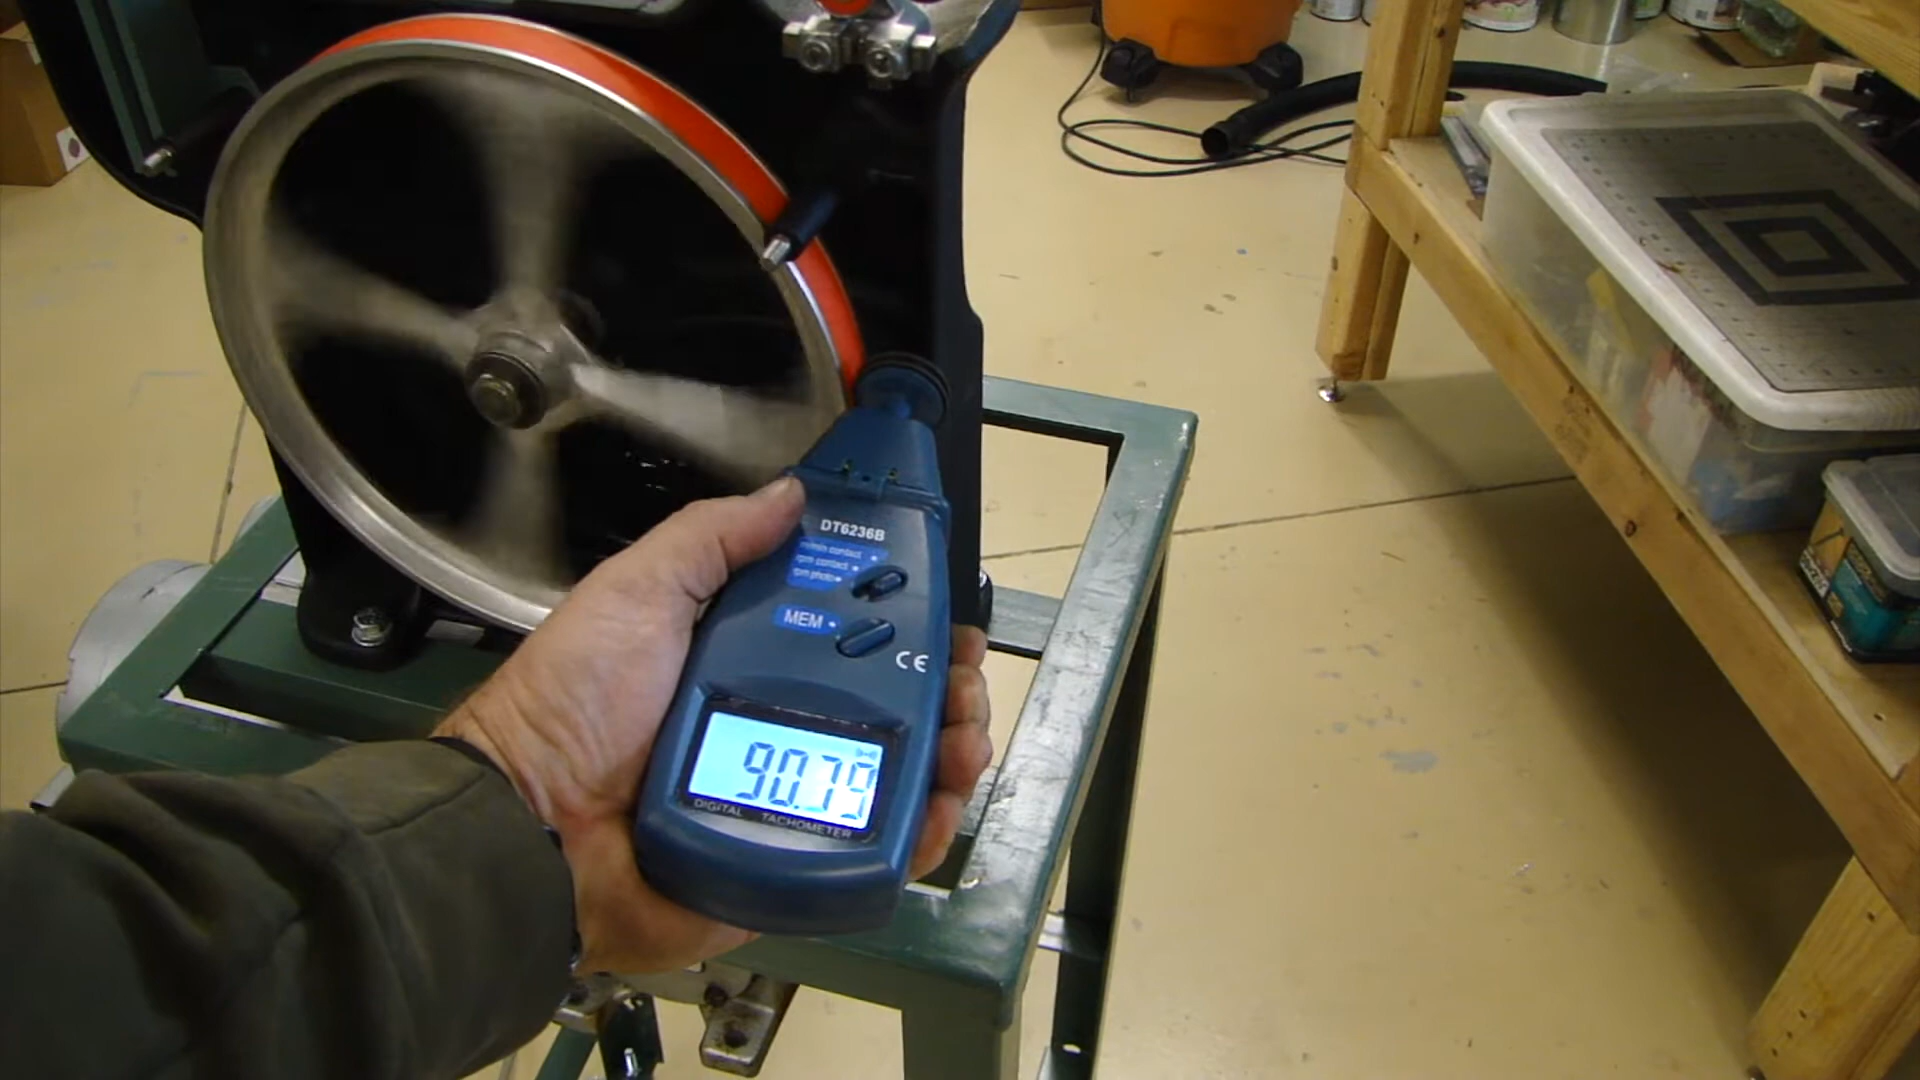 DT6236B
m/min contact
rpm contact
rpm photo
MEM
CE
90.79
DIGITAL TACHOMETER